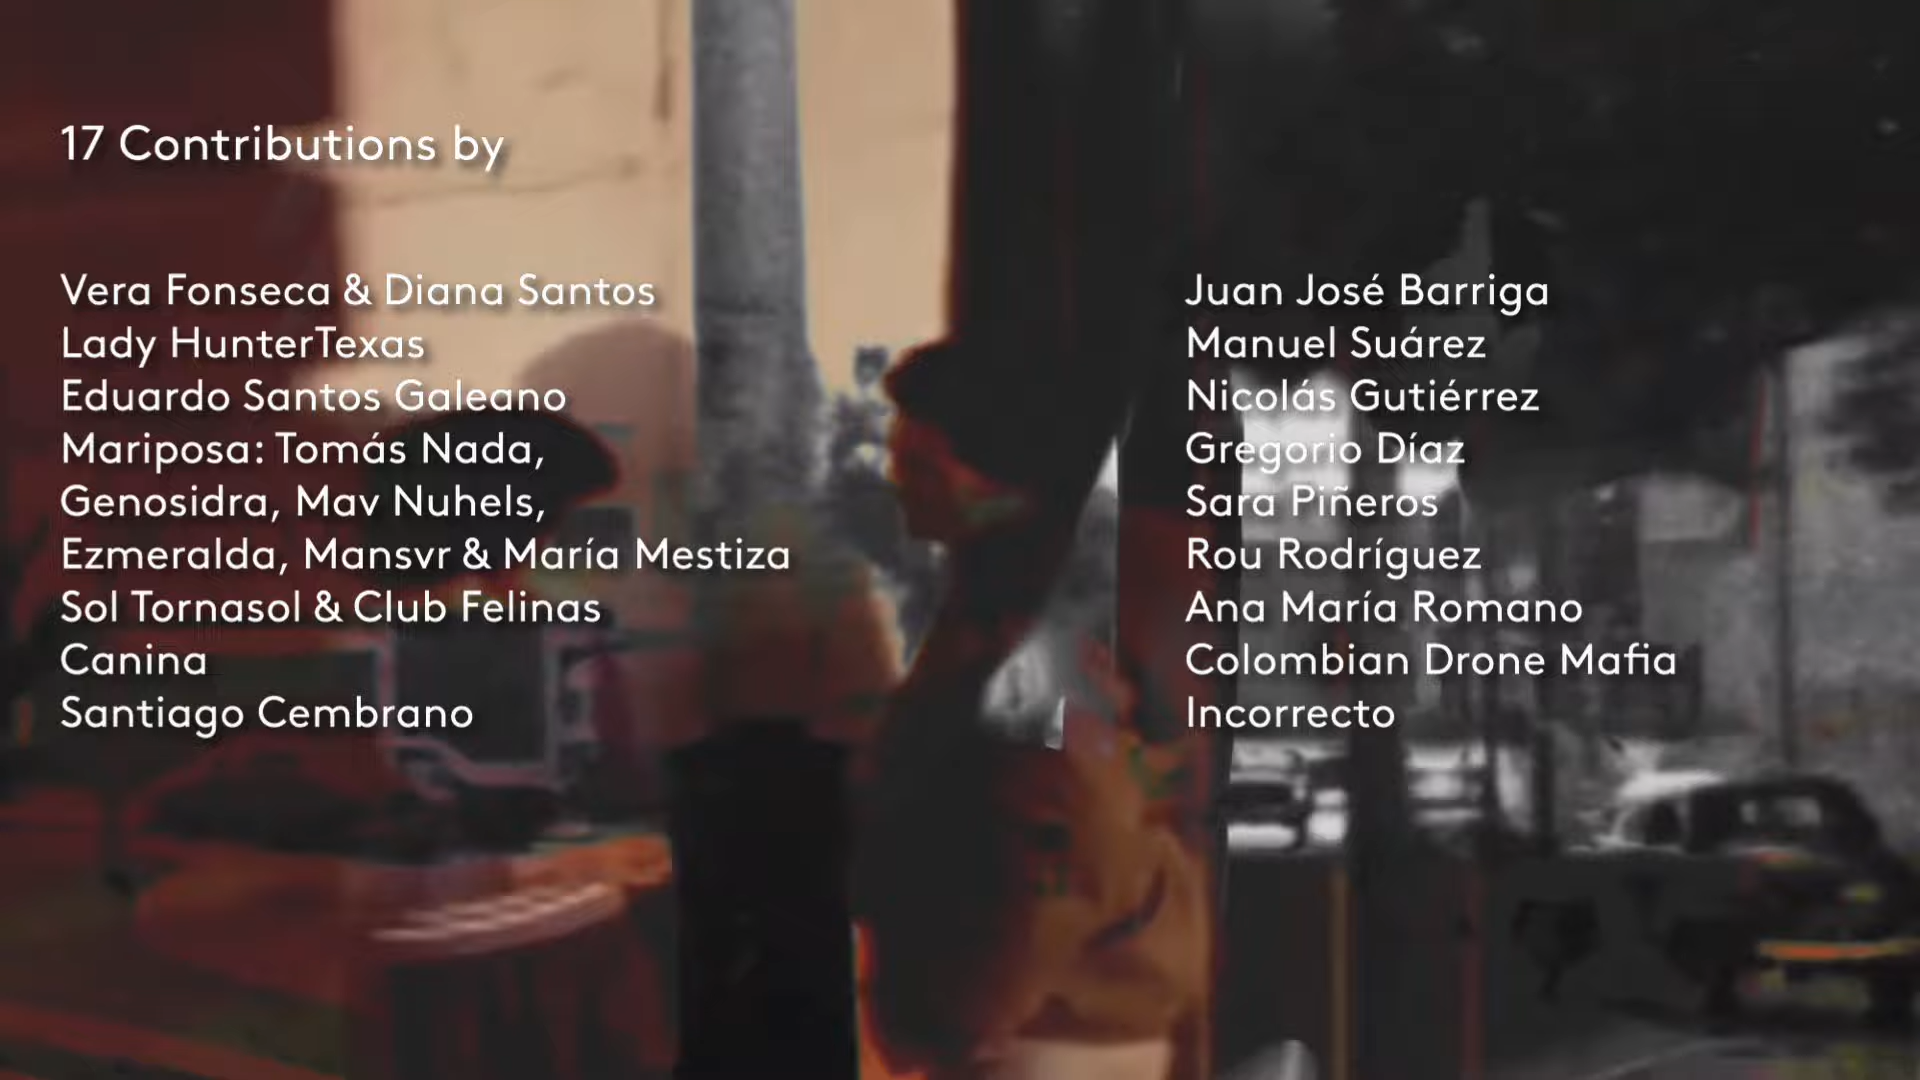 17 Contributions by
Vera Fonseca & Diana Santos
Lady HunterTexas
Eduardo Santos Galeano
Mariposa: Tomás Nada,
Genosidra, Mav Nuhels,
Ezmeralda, Mansvr & María Mestiza
Sol Tornasol & Club Felinas
Canina
Santiago Cembrano
Juan José Barriga
Manuel Suárez
Nicolás Gutiérrez
Gregorio Díaz
Sara Piñeros
Rou Rodríguez
Ana María Romano
Colombian Drone Mafia
Incorrecto